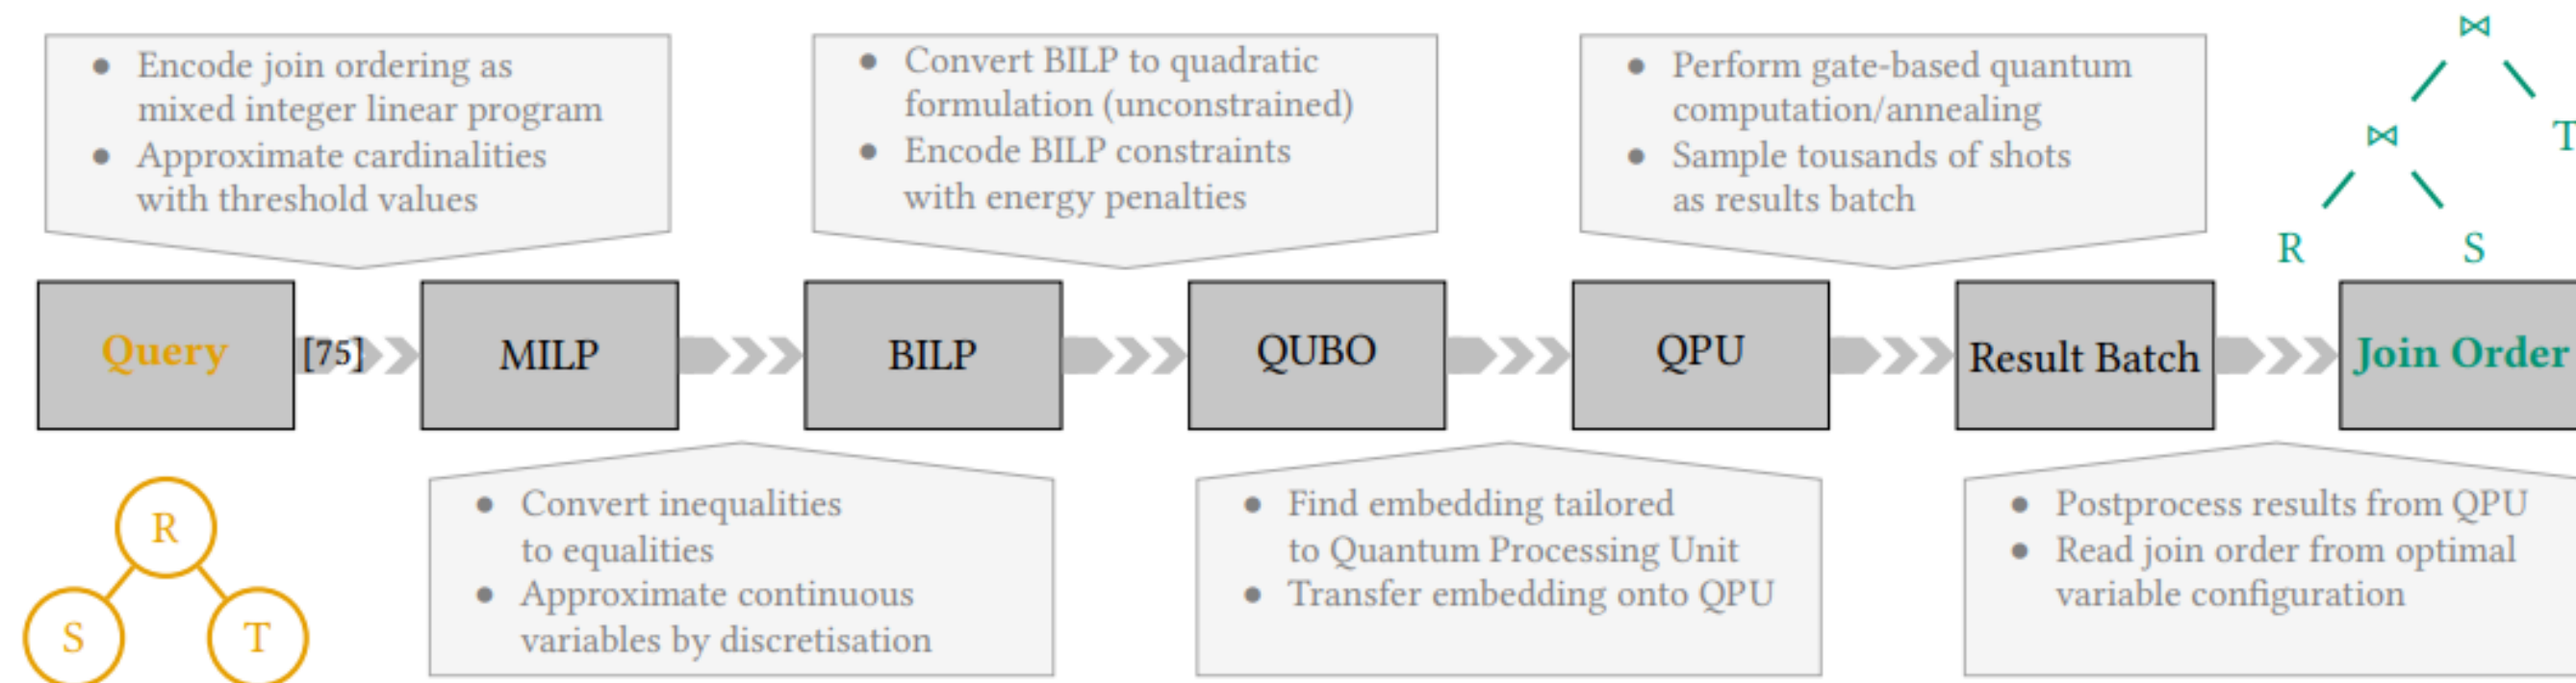 ● Encode join ordering as
mixed integer linear program
● Approximate cardinalities
with threshold values
● Convert BILP to quadratic
formulation (unconstrained)
● Encode BILP constraints
with energy penalties
● Perform gate-based quantum
computation/annealing
● Sample tousands of shots
as results batch
⋈
⋈ T
R S
Query [75] MILP BILP QUBO QPU Result Batch Join Order
R
S T
● Convert inequalities
to equalities
● Approximate continuous
variables by discretisation
● Find embedding tailored
to Quantum Processing Unit
● Transfer embedding onto QPU
● Postprocess results from QPU
● Read join order from optimal
variable configuration